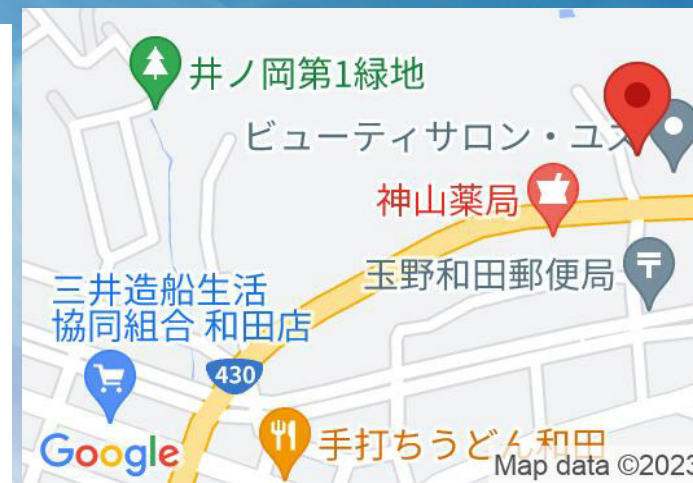 井ノ岡第1緑地
ビューティサロン・ユメ
神山薬局
玉野和田郵便局
三井造船生活
協同組合 和田店
430
手打ちうどん和田
Google
Map data ©2023